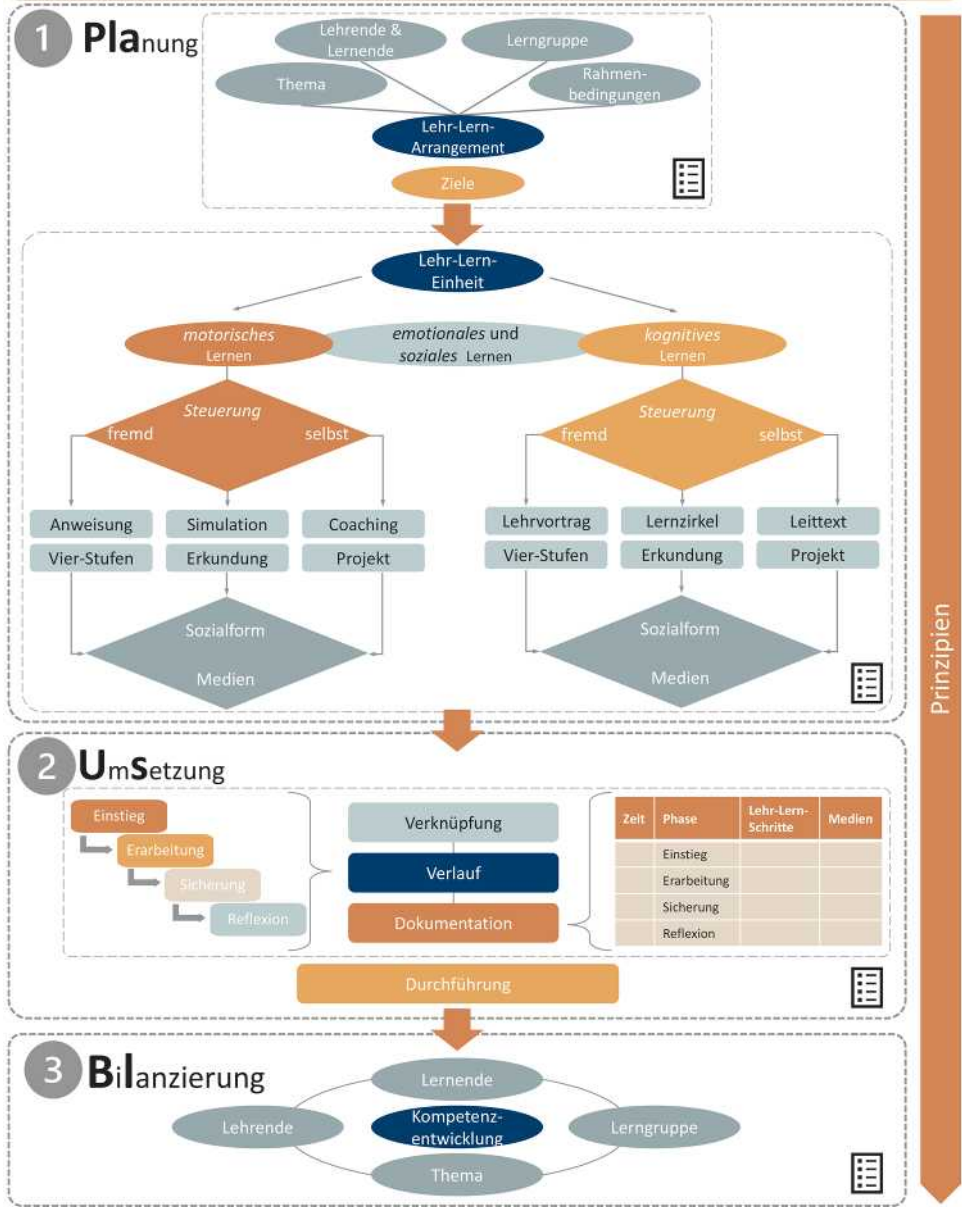 1 Planung
Lehrende &
Lernende
Lerngruppe
Thema
Rahmen-
bedingungen
Lehr-Lern-
Arrangement
Ziele
Lehr-Lern-
Einheit
motorisches
Lernen
emotionales und
soziales Lernen
kognitives
Lernen
Steuerung
fremd selbst
Steuerung
fremd selbst
Anweisung Simulation Coaching
Vier-Stufen Erkundung Projekt
Lehrvortrag Lernzirkel Leittext
Vier-Stufen Erkundung Projekt
Sozialform
Medien
Sozialform
Medien
2 UmSetzung
Einstieg
Erarbeitung
Sicherung
Reflexion
Verknüpfung
Verlauf
Dokumentation
Zeit Phase Lehr-Lern-
Schritte Medien
Einstieg
Erarbeitung
Sicherung
Reflexion
Durchführung
3 Bilanzierung
Lernende
Lehrende
Kompetenz-
entwicklung
Lerngruppe
Thema
Prinzipien